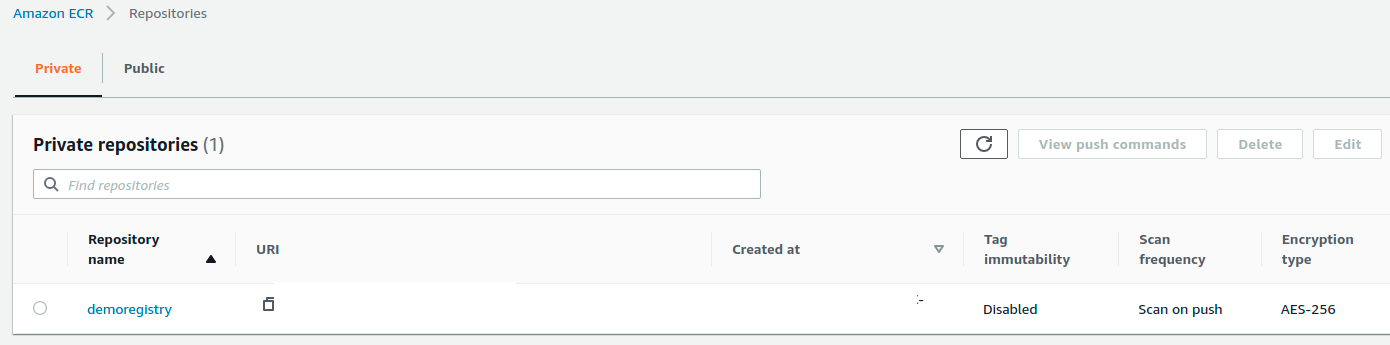 Amazon ECR Repositories
Private Public
Private repositories (1) View push commands Delete Edit
Find repositories
Repository name URI Created at Tag immutability Scan frequency Encryption type
demoregistry Disabled Scan on push AES-256